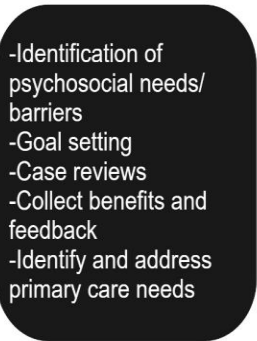 -Identification of
psychosocial needs/
barriers
-Goal setting
-Case reviews
-Collect benefits and
feedback
-Identify and address
primary care needs